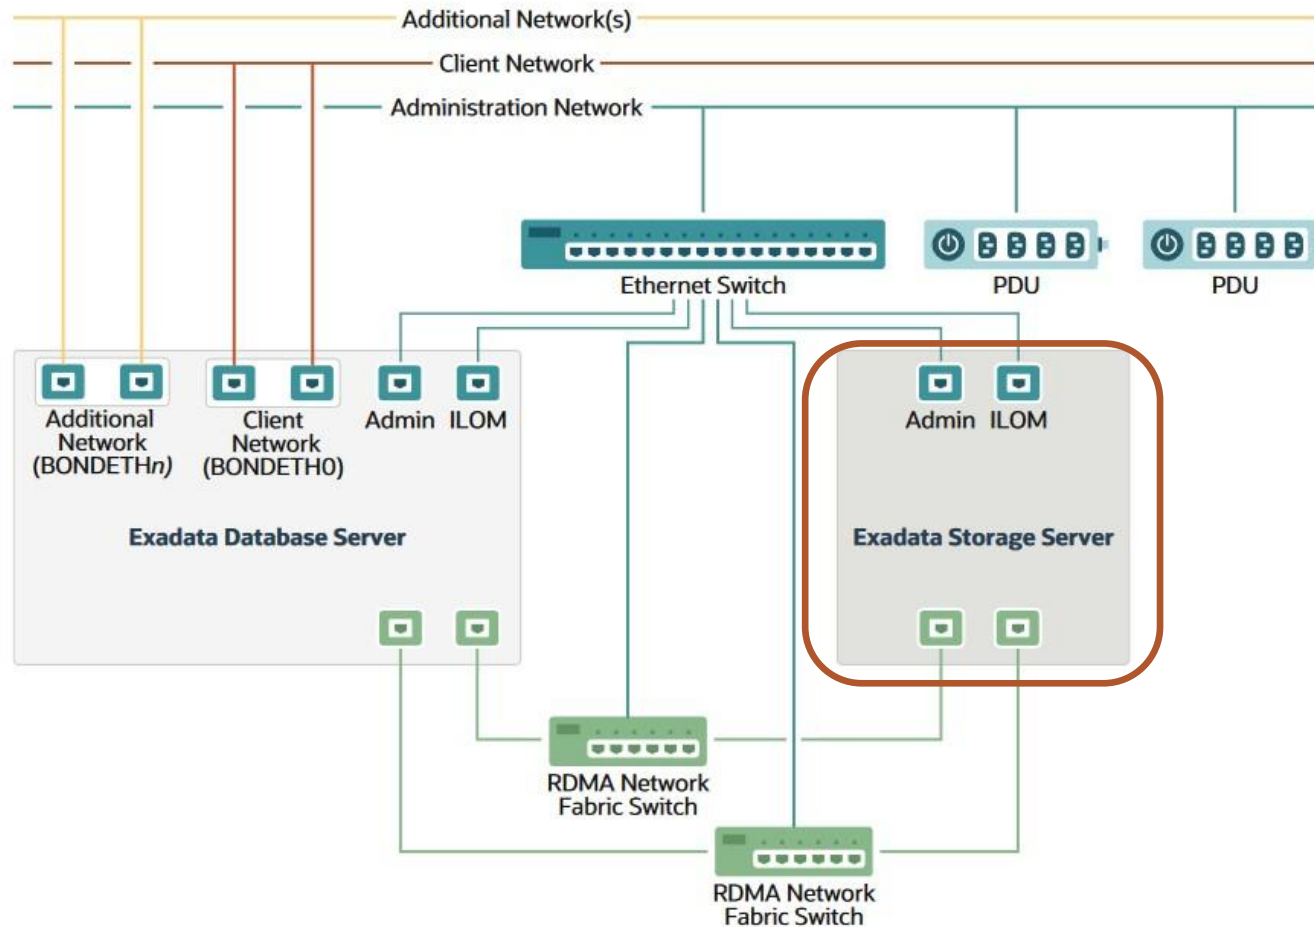 Additional Network(s)
Client Network
Administration Network
Ethernet Switch
PDU
PDU
Additional
Network
(BONDETHn)
Client
Network
(BONDETH0)
Admin
ILOM
Admin
ILOM
Exadata Database Server
Exadata Storage Server
RDMA Network
Fabric Switch
RDMA Network
Fabric Switch